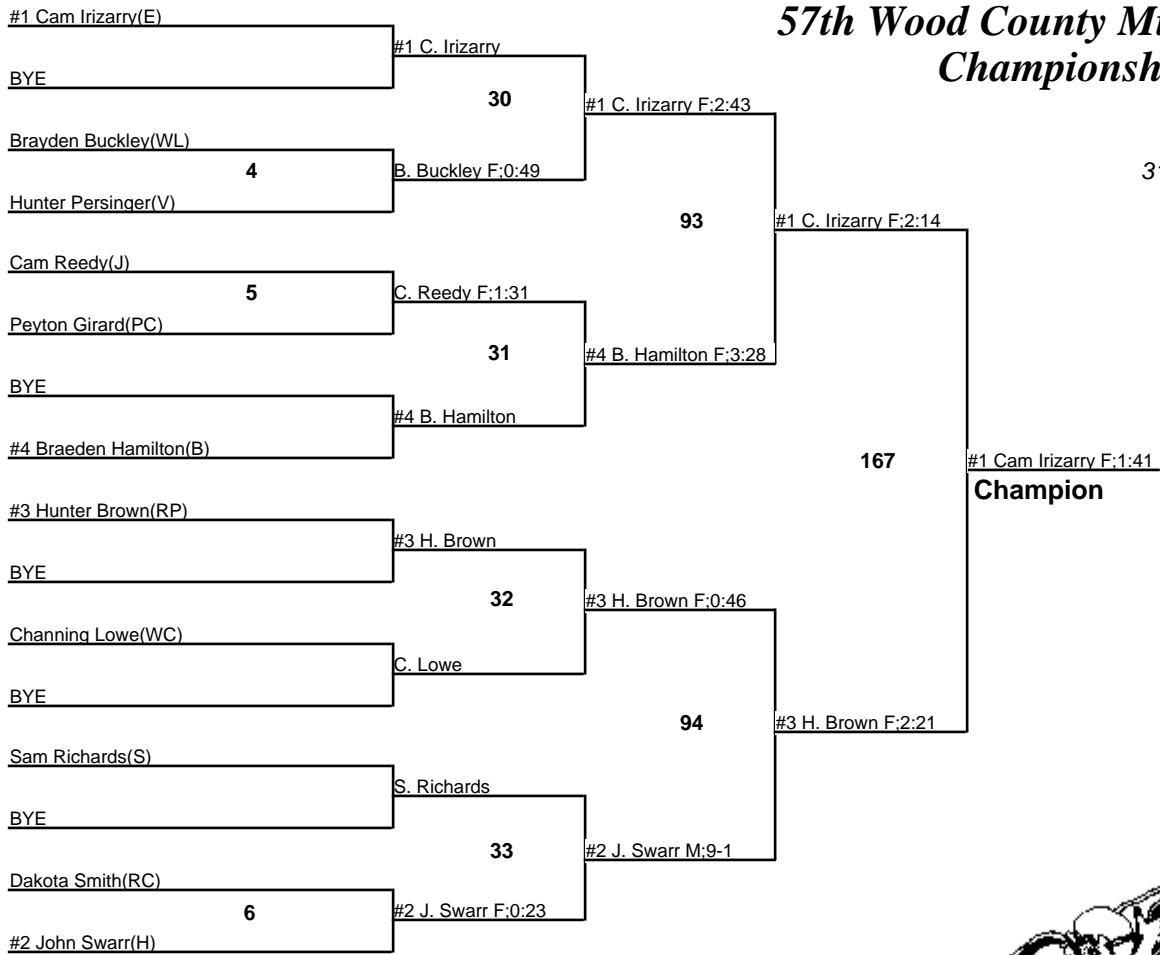 57th Wood County
Championsh
#1 Cam Irizarry(E)
BYE
Brayden Buckley(WL)
4
Hunter Persinger(V)
Cam Reedy(J)
5
Peyton Girard(PC)
BYE
#4 Braeden Hamilton(B)
#3 Hunter Brown(RP)
BYE
Channing Lowe(WC)
BYE
Sam Richards(S)
BYE
Dakota Smith(RC)
6
#2 John Swarr(H)
#1 C. Irizarry
30
B. Buckley F;0:49
C. Reedy F;1:31
31
#4 B. Hamilton
#3 H. Brown
32
C. Lowe
S. Richards
33
#2 J. Swarr F;0:23
#1 C. Irizarry F;2:43
93
#4 B. Hamilton F;3:28
#3 H. Brown F;0:46
94
#2 J. Swarr M;9-1
#1 C. Irizarry F;2:14
167
#3 H. Brown F;2:21
#1 Cam Irizarry F;1:41
Champion